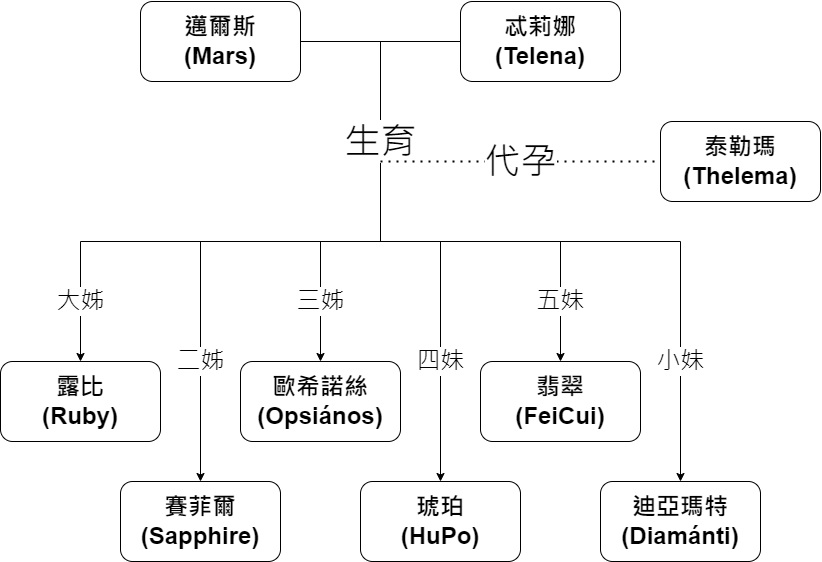 邁爾斯
(Mars)
忒莉娜
(Telena)
生育
代孕
泰勒瑪
(Thelema)
大姊
二姊
三姊
四妹
五妹
小妹
露比
(Ruby)
賽菲爾
(Sapphire)
歐希諾絲
(Opsiános)
琥珀
(HuPo)
翡翠
(FeiCui)
迪亞瑪特
(Diamánti)